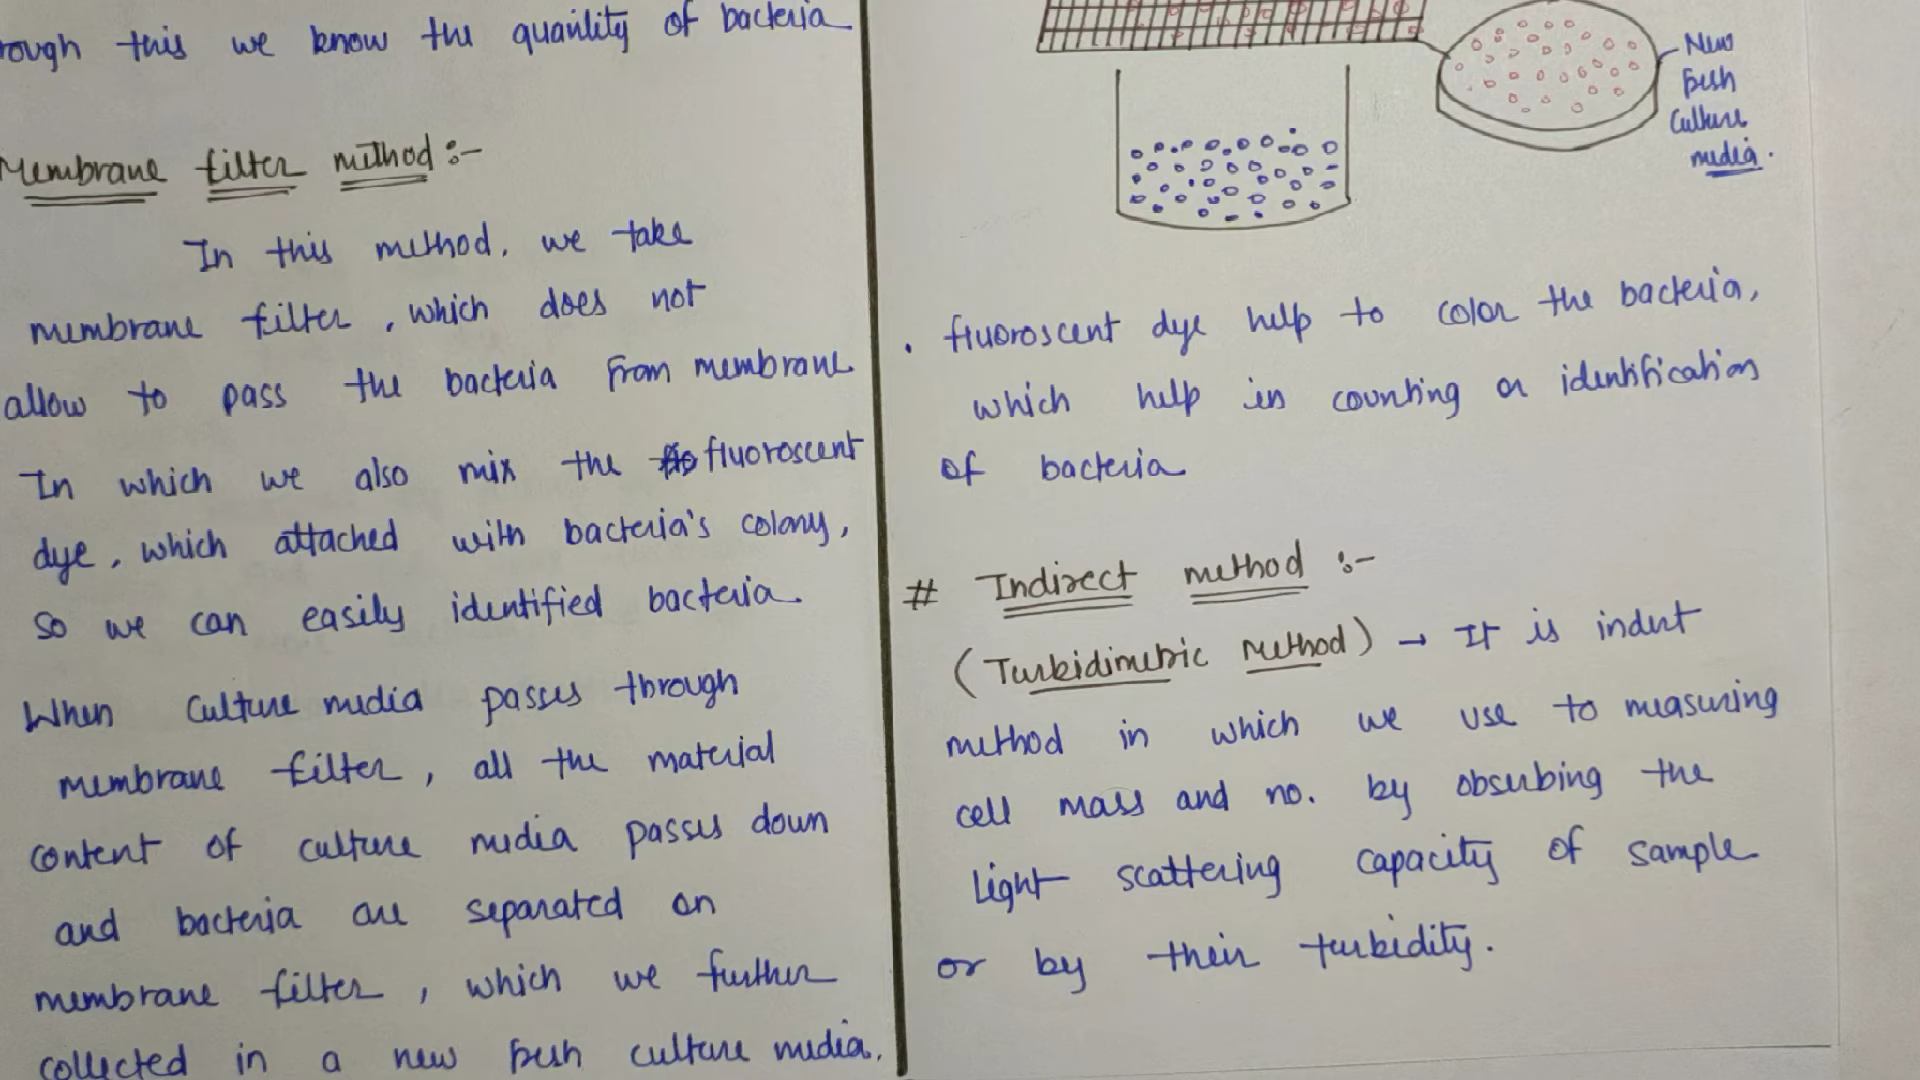 rough this we know the quantity of bacteria
Membrane filter method :-
In this method, we take
membrane filter, which does not
allow to pass the bacteria from membrane
In which we also mix the fluoroscent
dye, which attached with bacteria's colony,
so we can easily identified bacteria.
When culture media passes through
membrane filter, all the material
content of culture media passes down
and bacteria are separated on
membrane filter, which we further
collected in a new fresh culture media.
New
fresh
culture
media.
. fluoroscent dye help to color the bacteria,
which help in counting or identification
of bacteria
# Indirect method :-
(Turbidimetric method) → It is indirect
method in which we use to measuring
cell mass and no. by obserbing the
light scattering capacity of sample
or by their turbidity.